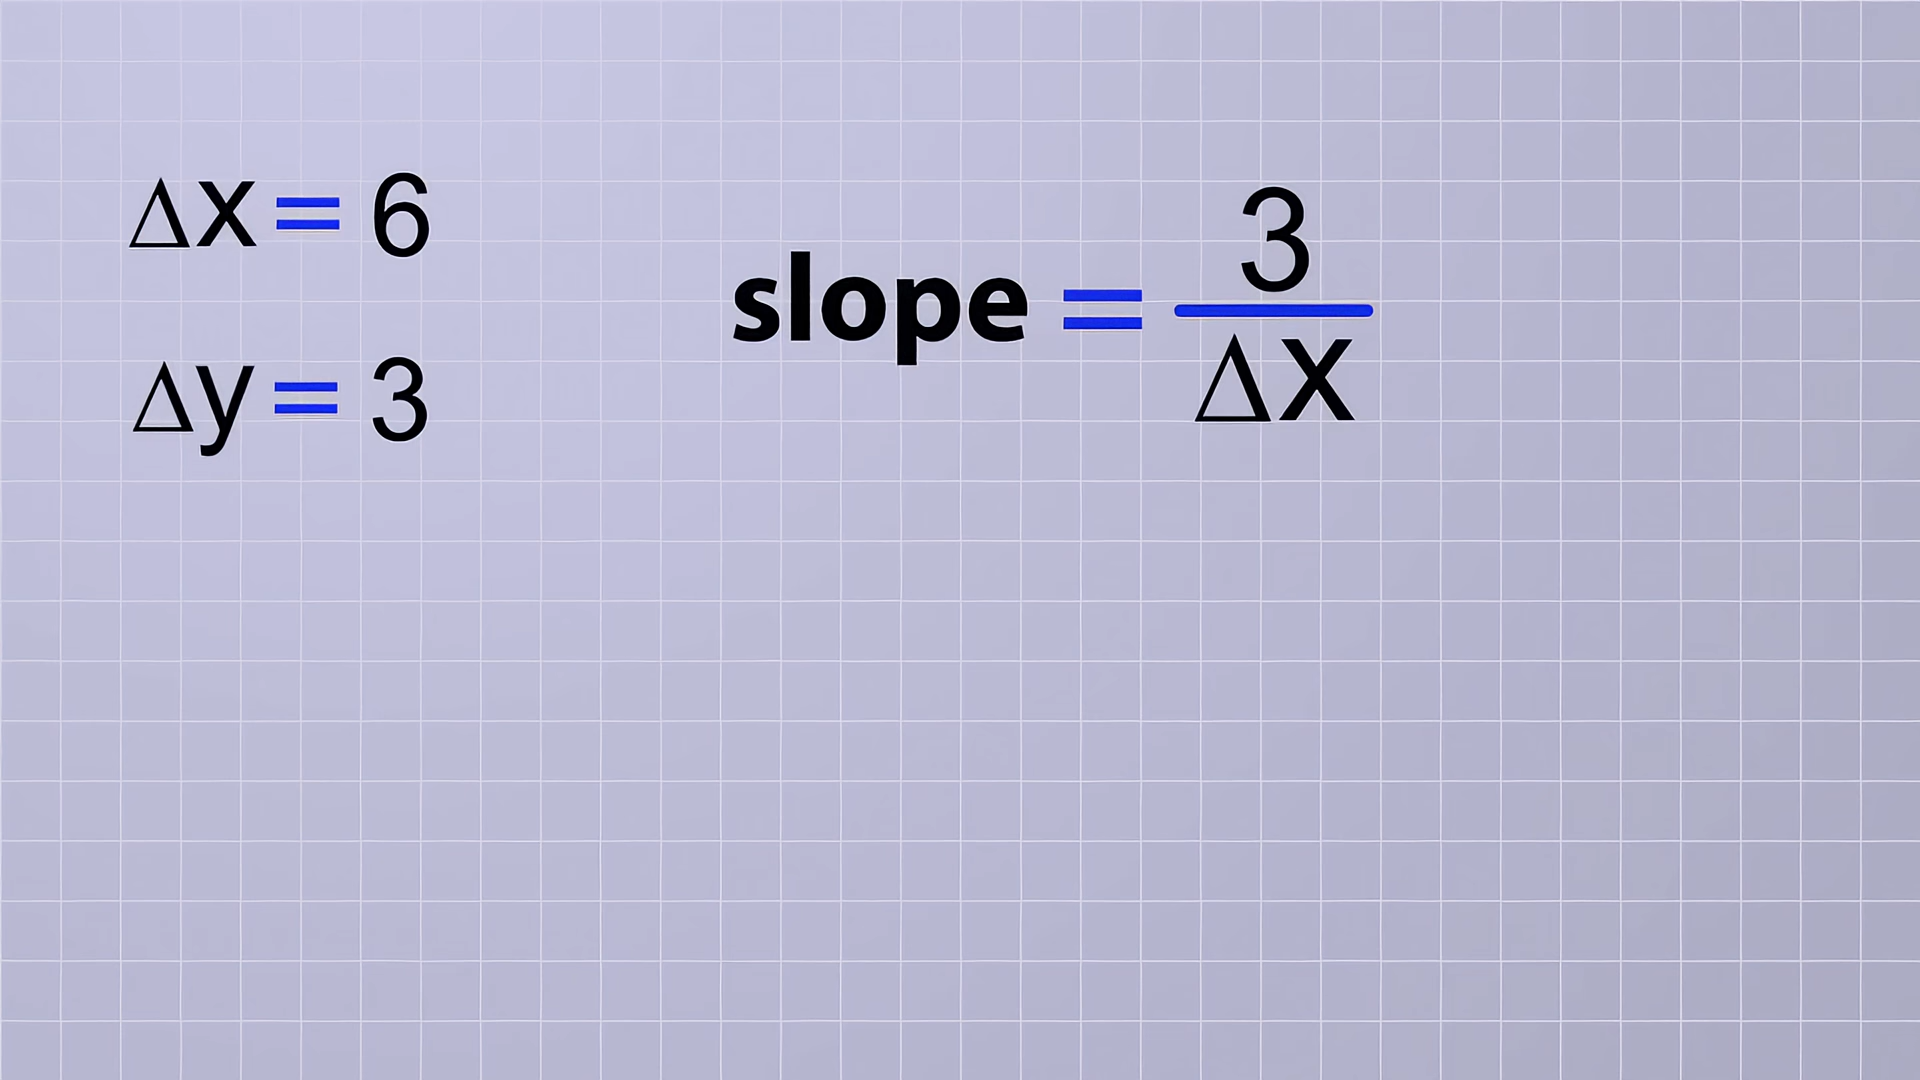 Δx = 6
Δy = 3
slope = 3
Δx